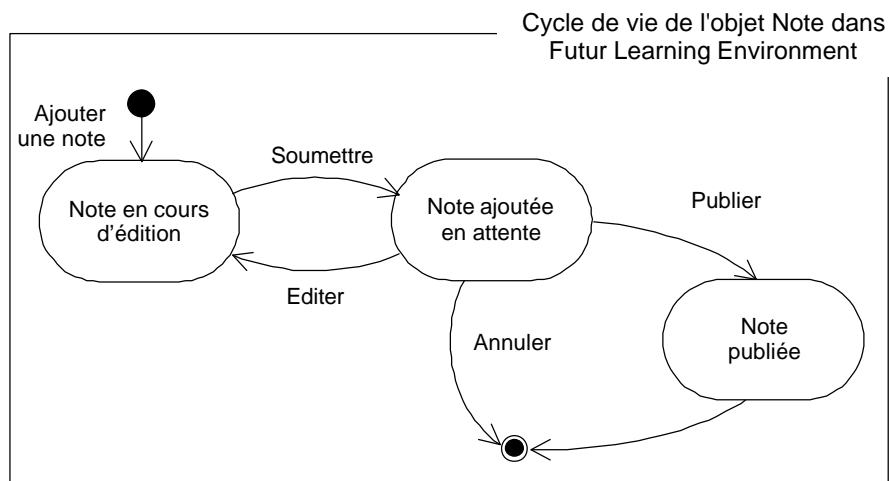 Cycle de vie de l'objet Note dans
Futur Learning Environment
Ajouter
une note
Soumettre
Note en cours
d’édition
Note ajoutée
en attente
Publier
Editer
Annuler
Note
publiée